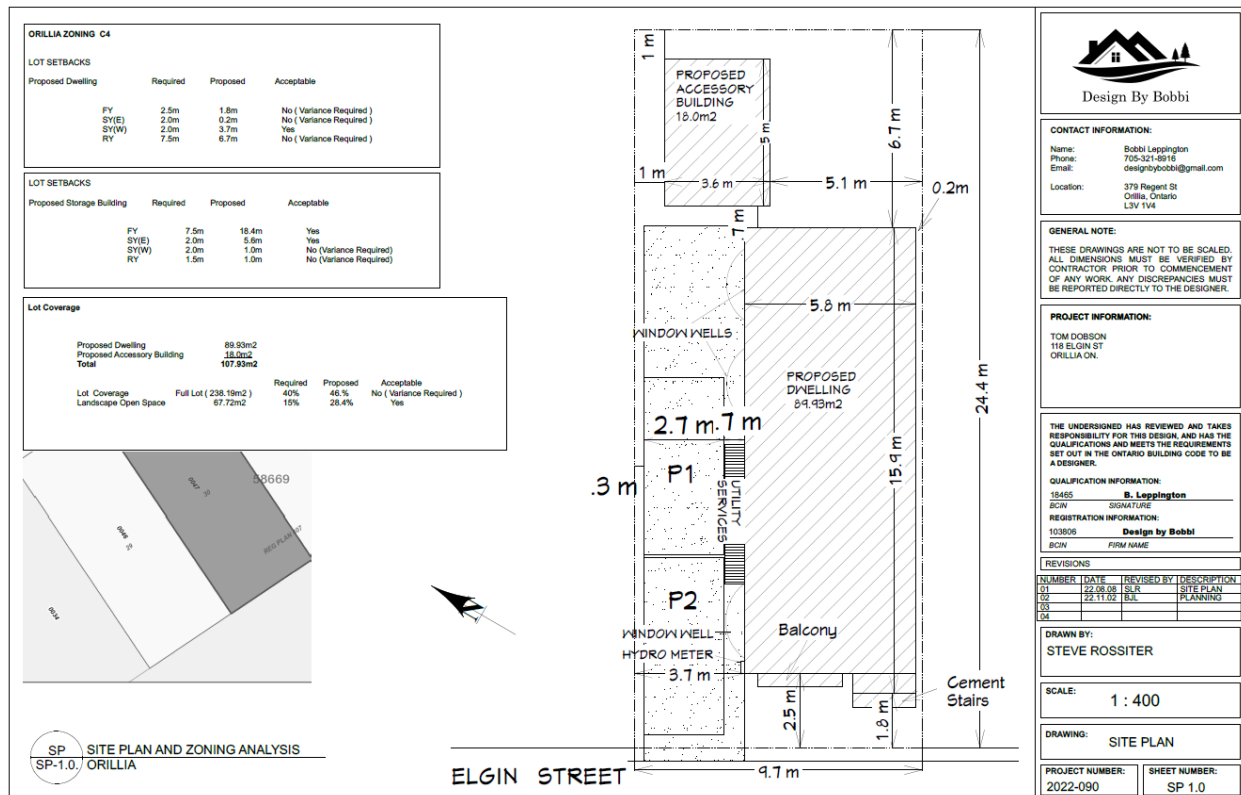 ORILLIA ZONING C4
LOT SETBACKS
Proposed Dwelling Required Proposed Acceptable
FY 2.5m 1.8m No ( Variance Required )
SY(E) 2.0m 0.2m No ( Variance Required )
SY(W) 2.0m 3.7m Yes
RY 7.5m 6.7m No ( Variance Required )
LOT SETBACKS
Proposed Storage Building Required Proposed Acceptable
FY 7.5m 18.4m Yes
SY(E) 2.0m 5.6m Yes
SY(W) 2.0m 1.0m No (Variance Required)
RY 1.5m 1.0m No (Variance Required)
Lot Coverage
Proposed Dwelling 89.93m2
Proposed Accessory Building 18.0m2
Total 107.93m2
Required Proposed Acceptable
Lot Coverage Full Lot ( 238.19m2 ) 40% 46.% No ( Variance Required )
Landscape Open Space 67.72m2 15% 28.4% Yes
58669
0047
0046
0034
REG PLAN
SP
SP-1.0.
SITE PLAN AND ZONING ANALYSIS
ORILLIA
N
1 m
PROPOSED
ACCESSORY
BUILDING
18.0m2
5 m
6.7 m
1 m
3.6 m
5.1 m
0.2m
.7 m
5.8 m
WINDOW WELLS
PROPOSED
DWELLING
89.93m2
24.4 m
2.7 m
.7 m
15.9 m
.3 m
P1
UTILITY
SERVICES
P2
WINDOW WELL
HYDRO METER
Balcony
3.7 m
Cement
Stairs
2.5 m
1.8 m
ELGIN STREET
9.7 m
Design By Bobbi
CONTACT INFORMATION:
Name: Bobbi Leppington
Phone: 705-321-8916
Email: designbybobbi@gmail.com
Location: 379 Regent St
Orillia, Ontario
L3V 1V4
GENERAL NOTE:
THESE DRAWINGS ARE NOT TO BE SCALED.
ALL DIMENSIONS MUST BE VERIFIED BY
CONTRACTOR PRIOR TO COMMENCEMENT
OF ANY WORK. ANY DISCREPANCIES MUST
BE REPORTED DIRECTLY TO THE DESIGNER.
PROJECT INFORMATION:
TOM DOBSON
118 ELGIN ST
ORILLIA ON.
THE UNDERSIGNED HAS REVIEWED AND TAKES
RESPONSIBILITY FOR THIS DESIGN, AND HAS THE
QUALIFICATIONS AND MEETS THE REQUIREMENTS
SET OUT IN THE ONTARIO BUILDING CODE TO BE
A DESIGNER.
QUALIFICATION INFORMATION:
18465 B. Leppington
BCIN SIGNATURE
REGISTRATION INFORMATION:
103806 Design by Bobbi
BCIN FIRM NAME
REVISIONS
NUMBER DATE REVISED BY DESCRIPTION
01 22.08.08 SLR SITE PLAN
02 22.11.02 BJL PLANNING
03
04
DRAWN BY:
STEVE ROSSITER
SCALE:
1 : 400
DRAWING:
SITE PLAN
PROJECT NUMBER:
2022-090
SHEET NUMBER:
SP 1.0